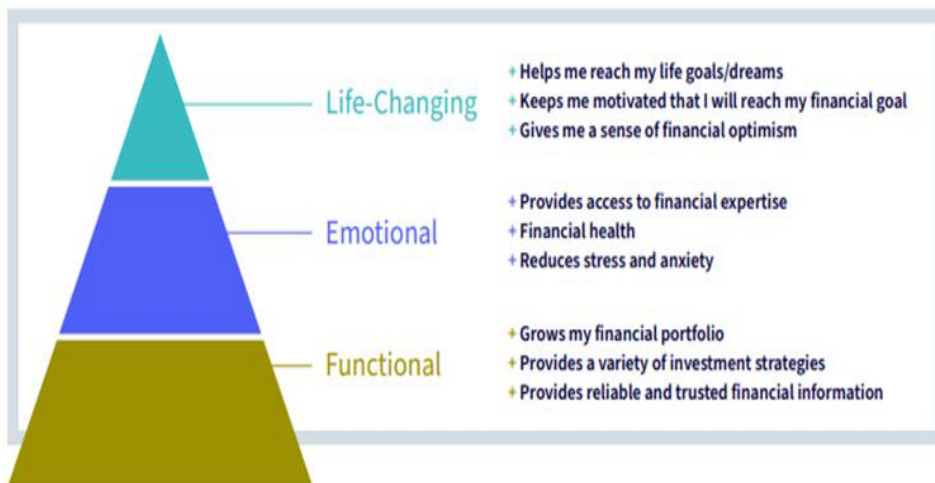 Life-Changing
+ Helps me reach my life goals/dreams
+ Keeps me motivated that I will reach my financial goal
+ Gives me a sense of financial optimism
Emotional
+ Provides access to financial expertise
+ Financial health
+ Reduces stress and anxiety
Functional
+ Grows my financial portfolio
+ Provides a variety of investment strategies
+ Provides reliable and trusted financial information